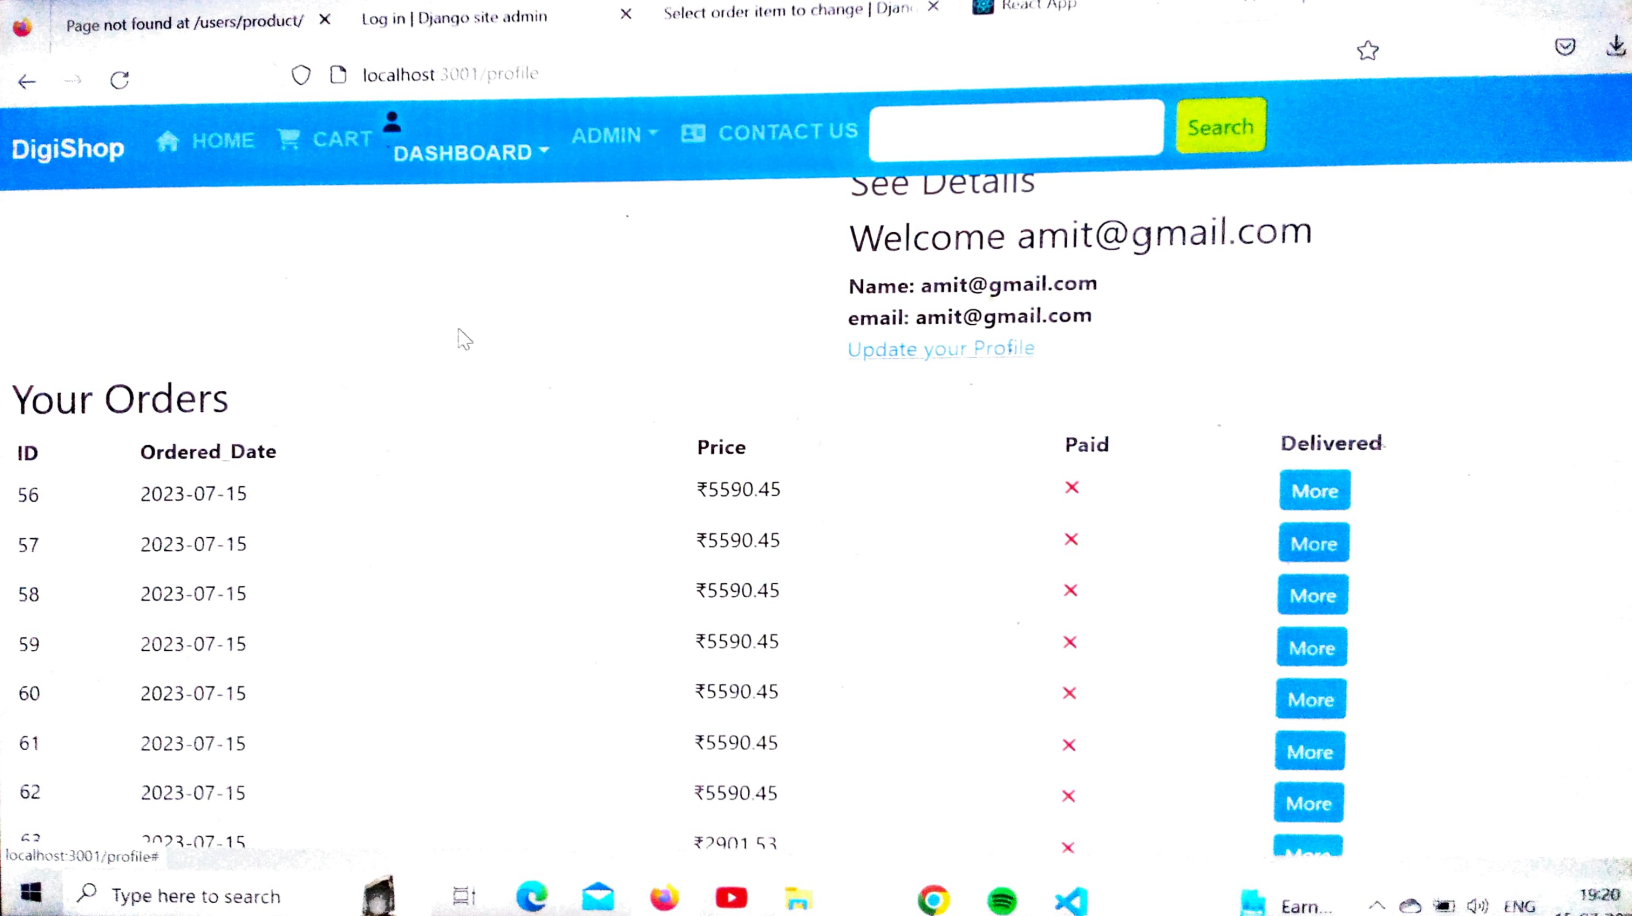 Page not found at /users/product/
Log in | Django site admin
Select order item to change | Djan
React App
localhost:3001/profile
DigiShop HOME CART DASHBOARD ADMIN CONTACT US Search
See Details
Welcome amit@gmail.com
Name: amit@gmail.com
email: amit@gmail.com
Update your Profile
Your Orders
ID Ordered_Date Price Paid Delivered
56 2023-07-15 ₹5590.45 More
57 2023-07-15 ₹5590.45 More
58 2023-07-15 ₹5590.45 More
59 2023-07-15 ₹5590.45 More
60 2023-07-15 ₹5590.45 More
61 2023-07-15 ₹5590.45 More
62 2023-07-15 ₹5590.45 More
63 2023-07-15 ₹2901.53 More
localhost:3001/profile#
Type here to search
Earn... ENG 19:20